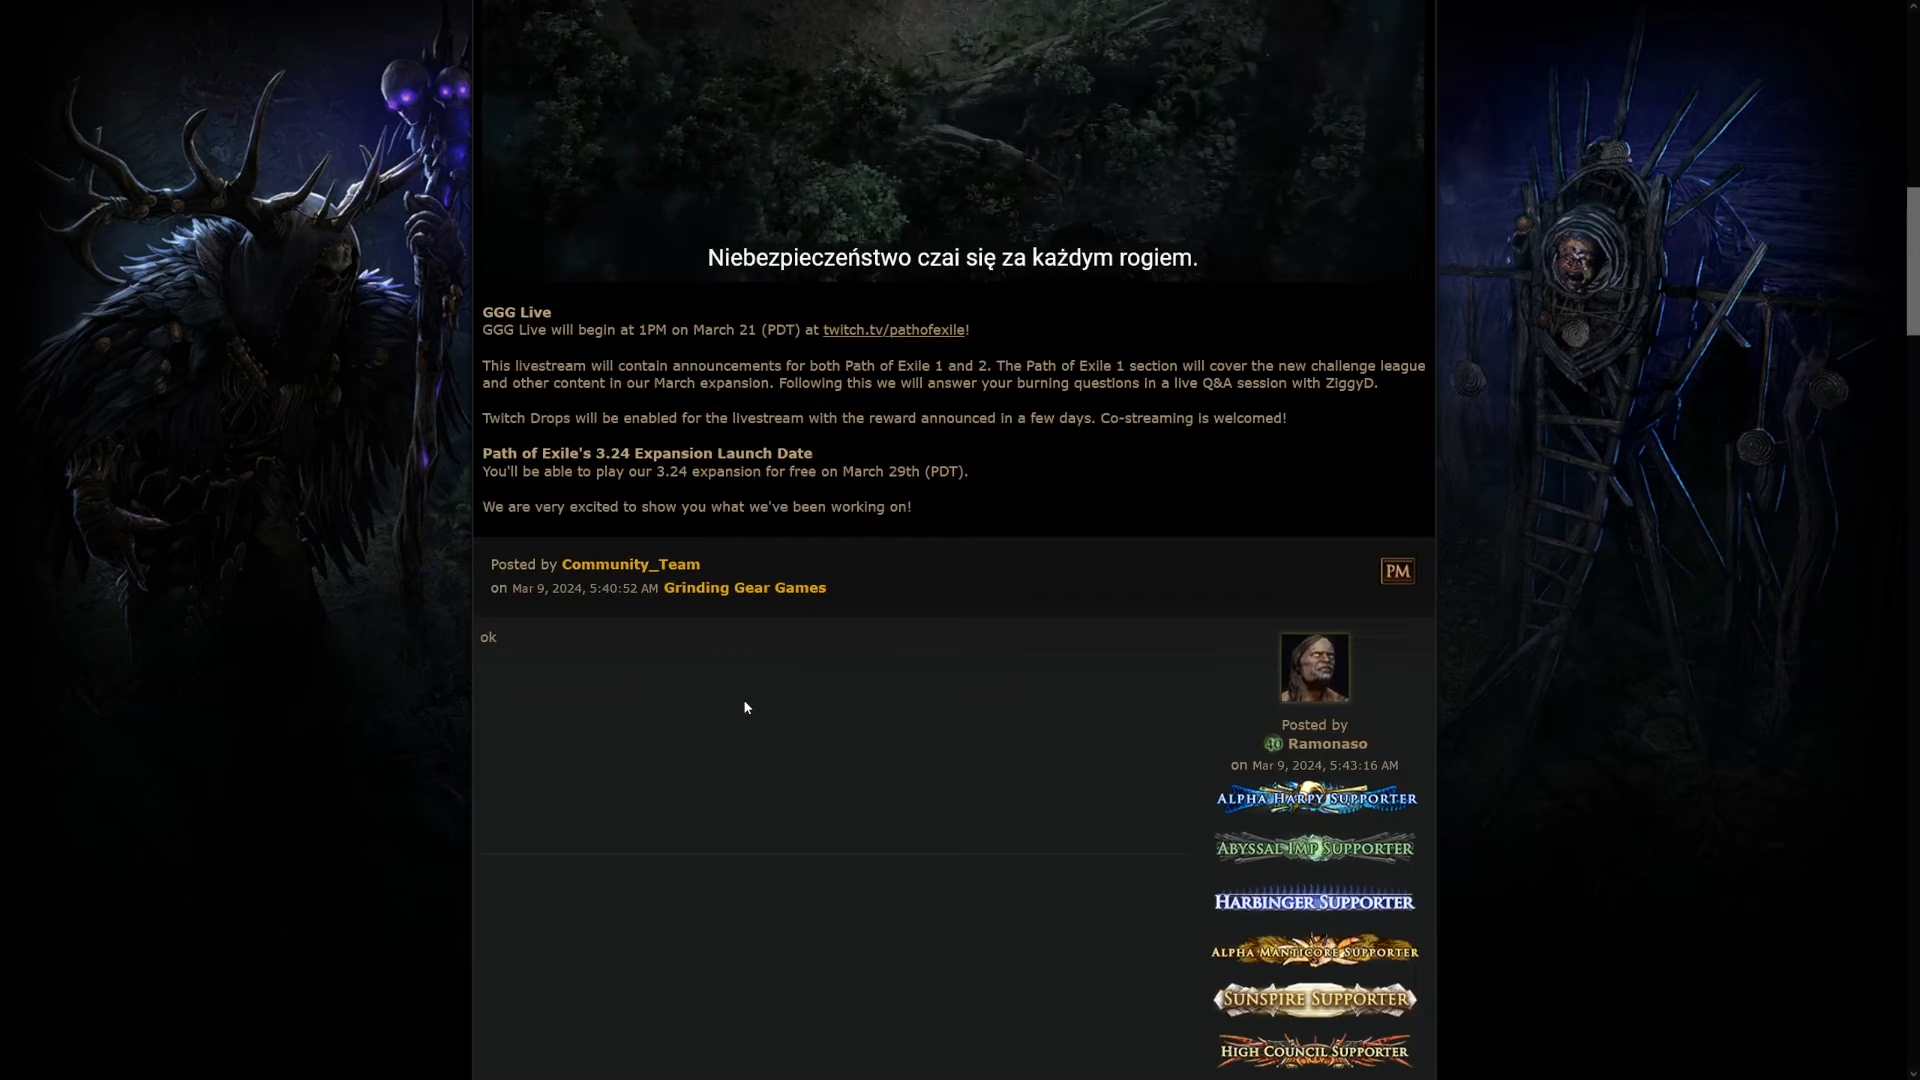 Niebezpieczeństwo czai się za każdym rogiem.
GGG Live
GGG Live will begin at 1PM on March 21 (PDT) at twitch.tv/pathofexile!
This livestream will contain announcements for both Path of Exile 1 and 2. The Path of Exile 1 section will cover the new challenge league
and other content in our March expansion. Following this we will answer your burning questions in a live Q&A session with ZiggyD.
Twitch Drops will be enabled for the livestream with the reward announced in a few days. Co-streaming is welcomed!
Path of Exile's 3.24 Expansion Launch Date
You'll be able to play our 3.24 expansion for free on March 29th (PDT).
We are very excited to show you what we've been working on!
Posted by Community_Team
on Mar 9, 2024, 5:40:52 AM Grinding Gear Games
PM
ok
Posted by
40 Ramonaso
on Mar 9, 2024, 5:43:16 AM
ALPHA HARPY SUPPORTER
ABYSSAL IMP SUPPORTER
HARBINGER SUPPORTER
ALPHA MANTICORE SUPPORTER
SUNSPIRE SUPPORTER
HIGH COUNCIL SUPPORTER